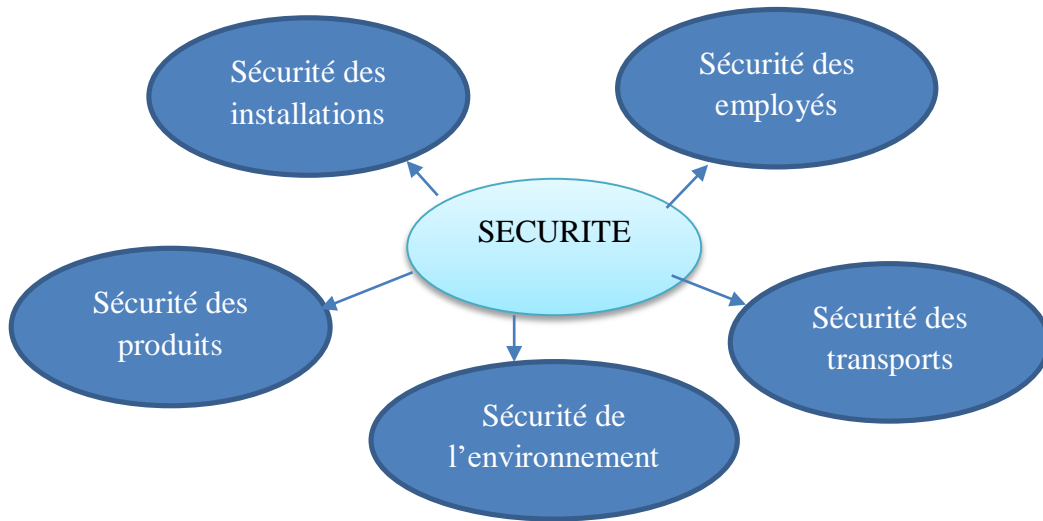 Sécurité des
installations
Sécurité des
employés
SECURITE
Sécurité des
produits
Sécurité des
transports
Sécurité de
l’environnement